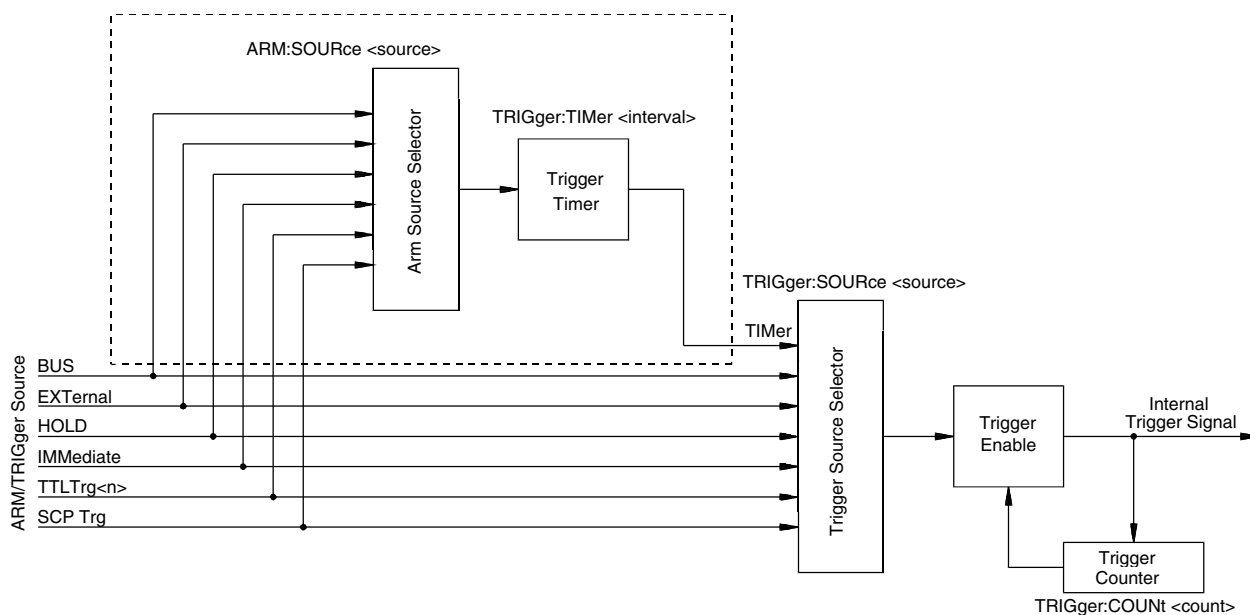 ARM:SOURce <source>
Arm Source Selector
TRIGger:TIMer <interval>
Trigger
Timer
TRIGger:SOURce <source>
TIMer
Trigger Source Selector
ARM/TRIGger Source
BUS
EXTernal
HOLD
IMMediate
TTLTrg<n>
SCP Trg
Trigger
Enable
Internal
Trigger Signal
Trigger
Counter
TRIGger:COUNt <count>